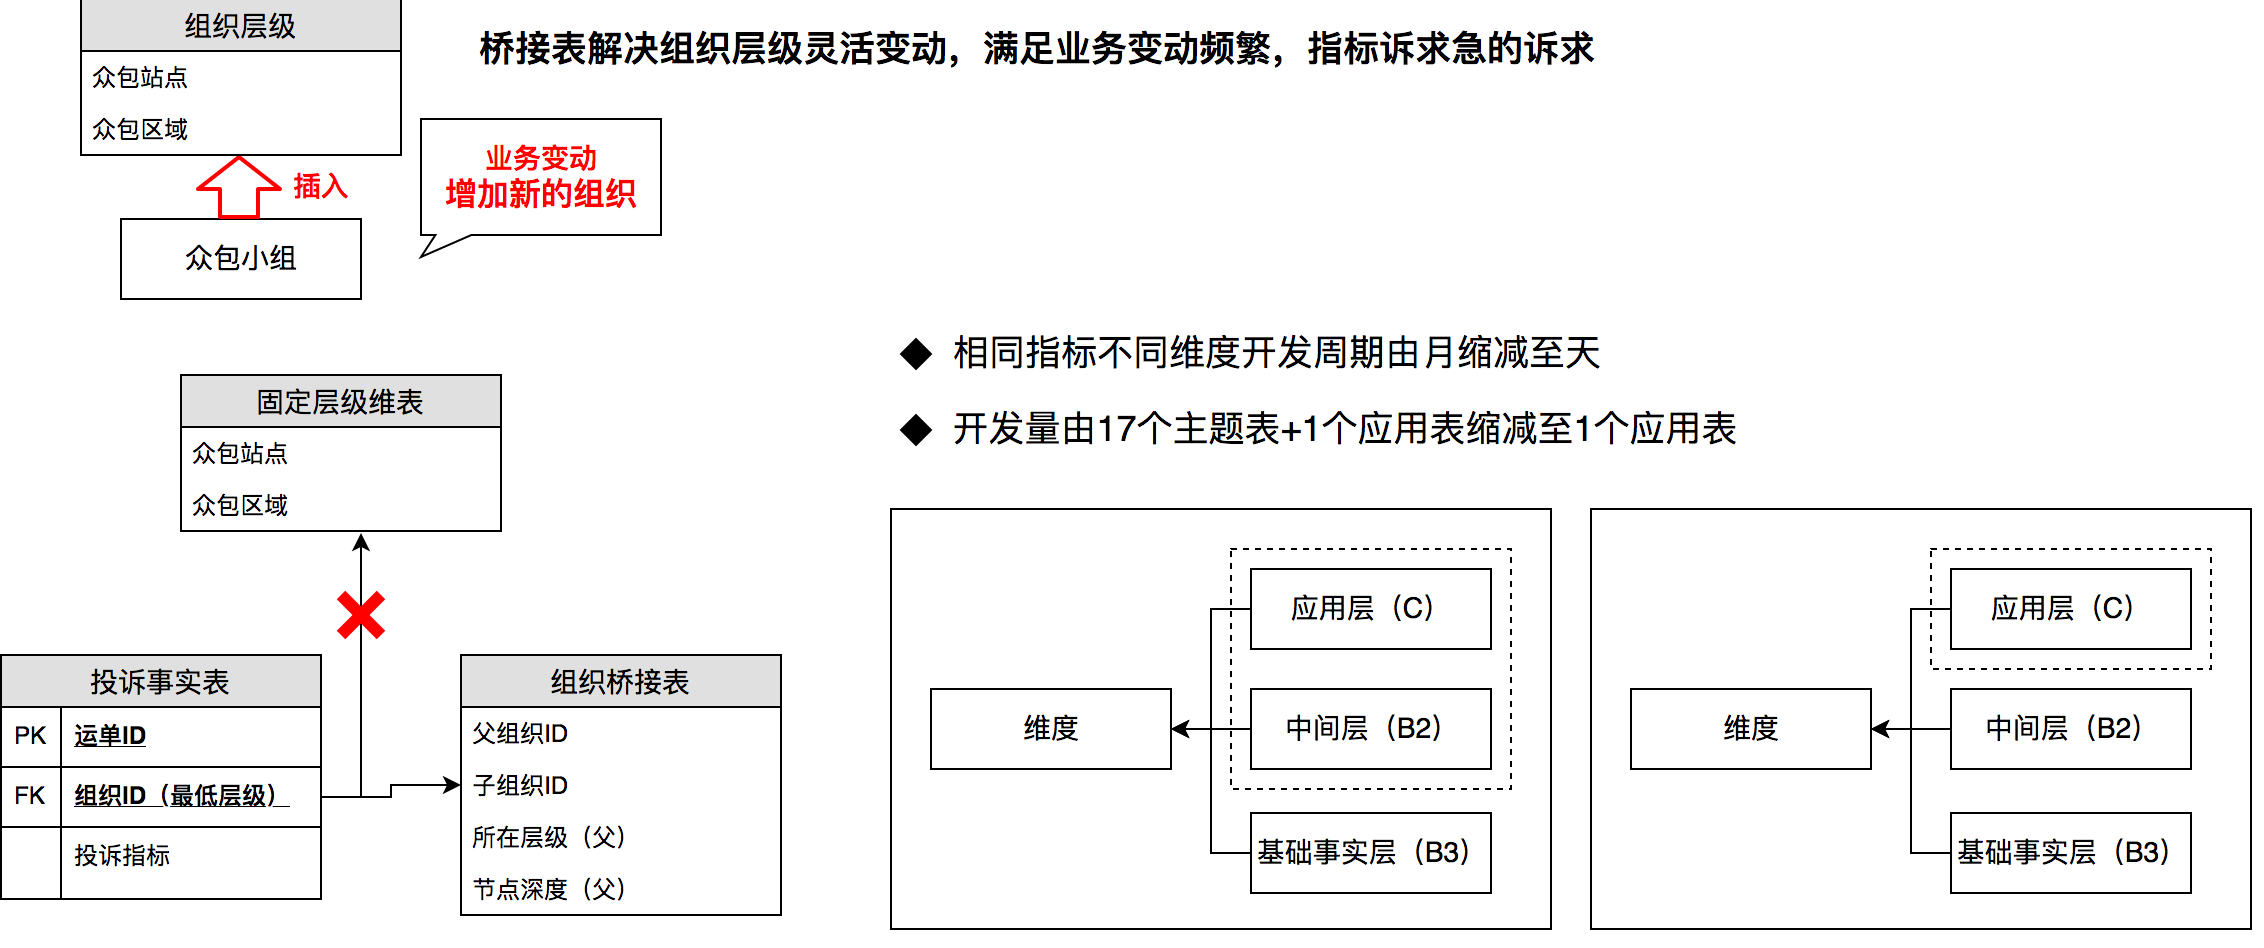 组织层级
众包站点
众包区域
插入
众包小组
桥接表解决组织层级灵活变动，满足业务变动频繁，指标诉求急的诉求
业务变动
增加新的组织
固定层级维表
众包站点
众包区域
投诉事实表
PK 运单ID
FK 组织ID（最低层级）
投诉指标
组织桥接表
父组织ID
子组织ID
所在层级（父）
节点深度（父）
◆ 相同指标不同维度开发周期由月缩减至天
◆ 开发量由17个主题表+1个应用表缩减至1个应用表
维度
应用层（C）
中间层（B2）
基础事实层（B3）
维度
应用层（C）
中间层（B2）
基础事实层（B3）